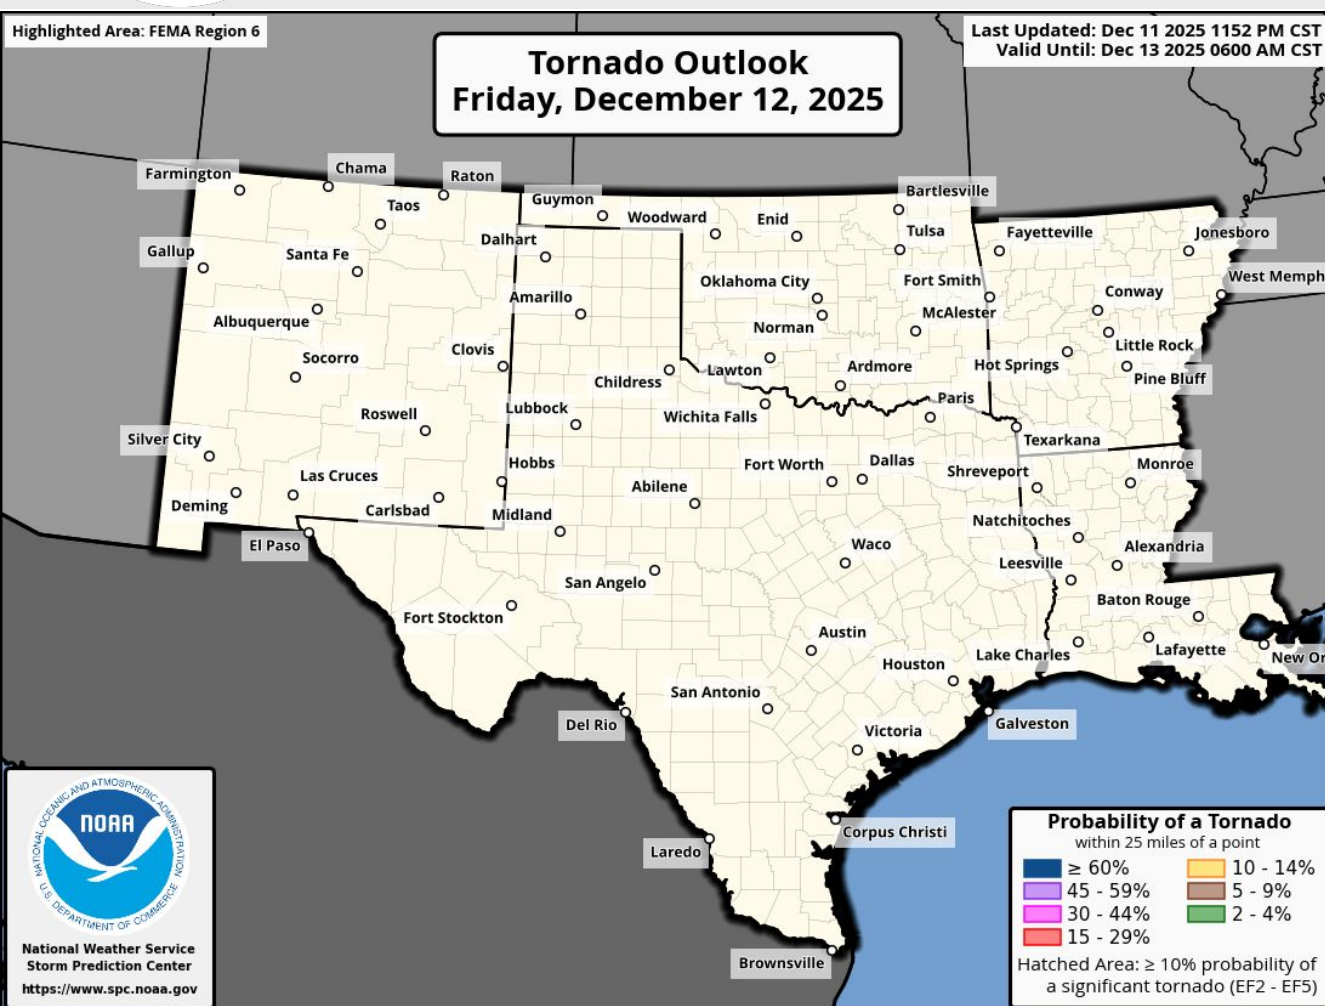 Highlighted Area: FEMA Region 6
Last Updated: Dec 11 2025 1152 PM CST
Valid Until: Dec 13 2025 0600 AM CST
Tornado Outlook
Friday, December 12, 2025
Farmington
Chama
Raton
Taos
Guymon
Woodward
Enid
Bartlesville
Tulsa
Fayetteville
Jonesboro
Gallup
Santa Fe
Dalhart
Oklahoma City
Fort Smith
Conway
West Memph
Albuquerque
Amarillo
Norman
McAlester
Little Rock
Socorro
Clovis
Childress
Lawton
Ardmore
Hot Springs
Pine Bluff
Roswell
Lubbock
Wichita Falls
Paris
Texarkana
Silver City
Las Cruces
Hobbs
Abilene
Fort Worth
Dallas
Shreveport
Monroe
Deming
Carlsbad
Midland
Natchitoches
El Paso
San Angelo
Waco
Leesville
Alexandria
Fort Stockton
Austin
Baton Rouge
Houston
Lake Charles
Lafayette
New Or
San Antonio
Del Rio
Victoria
Galveston
Laredo
Corpus Christi
Brownsville
NATIONAL OCEANIC AND ATMOSPHERIC ADMINISTRATION
NOAA
U.S. DEPARTMENT OF COMMERCE
National Weather Service
Storm Prediction Center
https://www.spc.noaa.gov
Probability of a Tornado
within 25 miles of a point
≥ 60%
45 - 59%
30 - 44%
15 - 29%
10 - 14%
5 - 9%
2 - 4%
Hatched Area: ≥ 10% probability of
a significant tornado (EF2 - EF5)